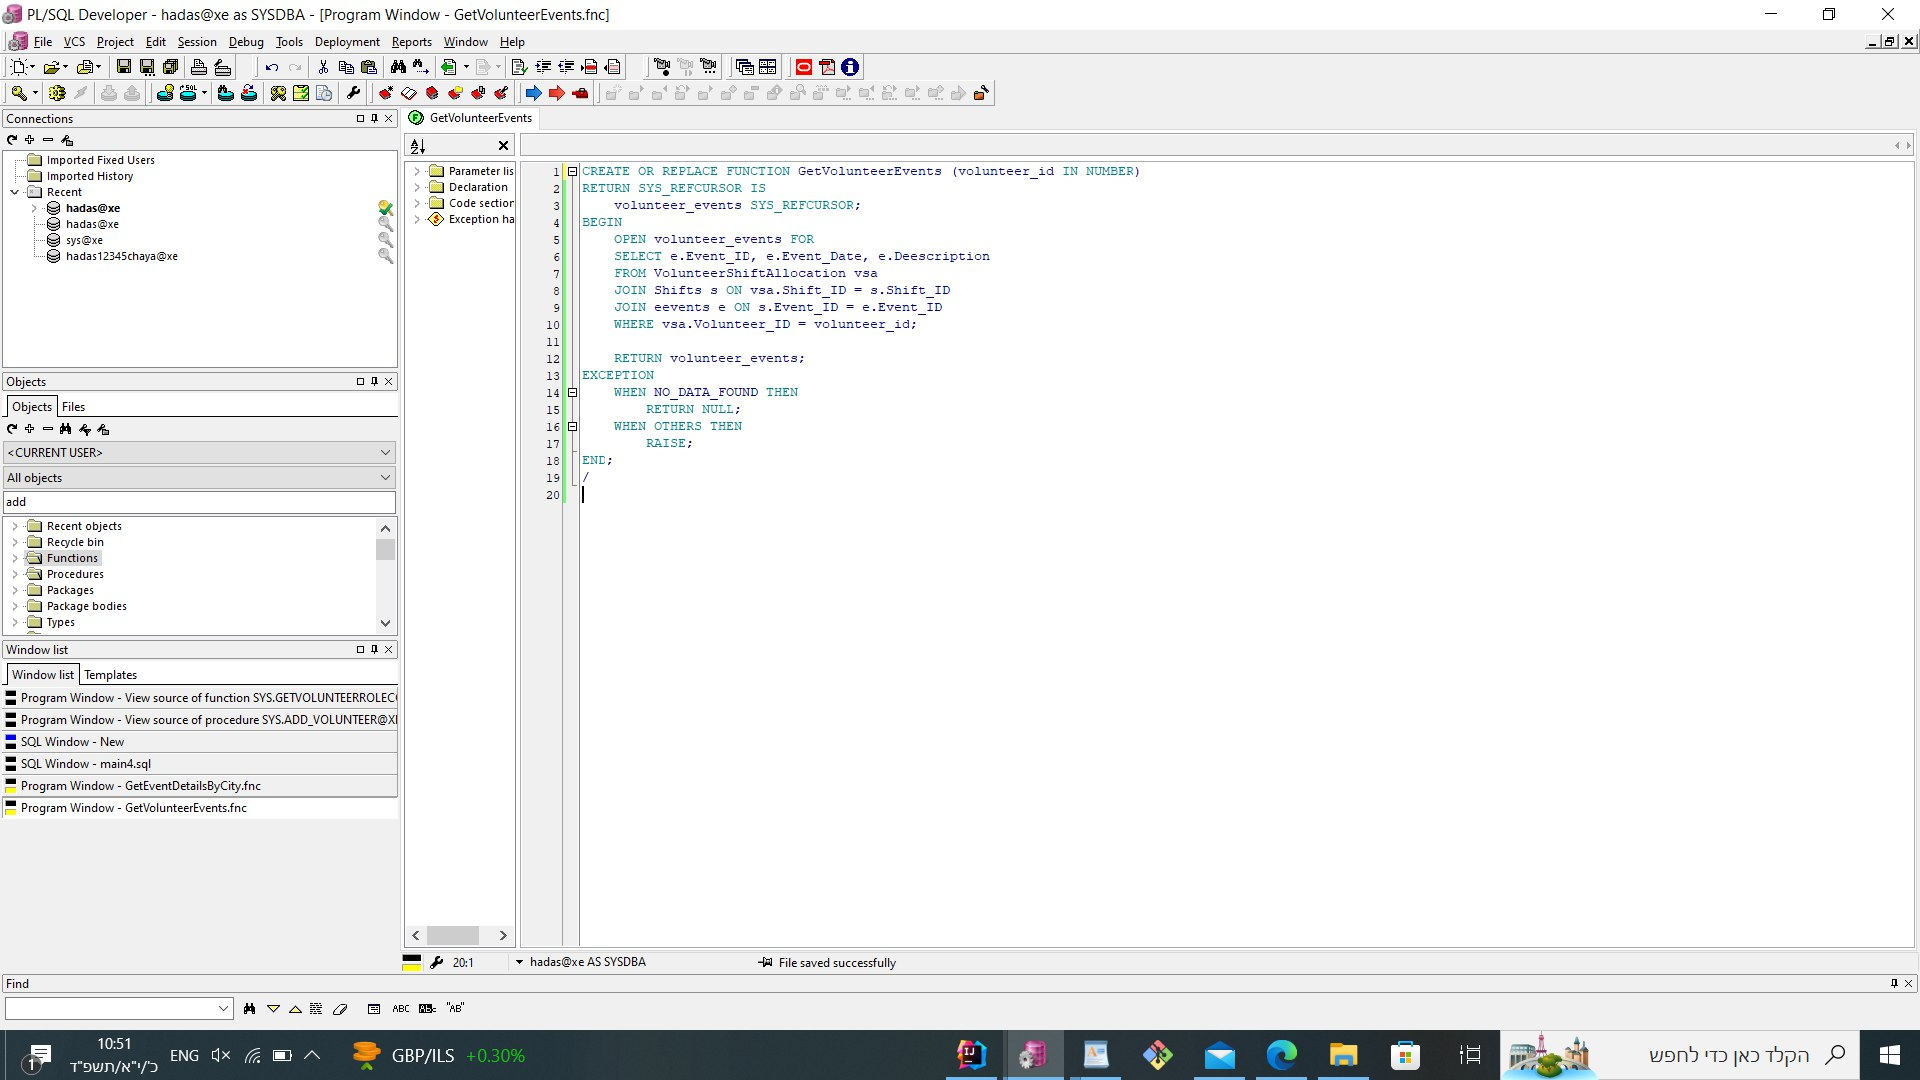 PL/SQL Developer - hadas@xe as SYSDBA - [Program Window - GetVolunteerEvents.fnc]
File VCS Project Edit Session Debug Tools Deployment Reports Window Help
Connections
Imported Fixed Users
Imported History
Recent
hadas@xe
hadas@xe
sys@xe
hadas12345chaya@xe
Objects
Objects Files
<CURRENT USER>
All objects
add
Recent objects
Recycle bin
Functions
Procedures
Packages
Package bodies
Types
Window list
Window list Templates
Program Window - View source of function SYS.GETVOLUNTEERROLEC
Program Window - View source of procedure SYS.ADD_VOLUNTEER@X
SQL Window - New
SQL Window - main4.sql
Program Window - GetEventDetailsByCity.fnc
Program Window - GetVolunteerEvents.fnc
GetVolunteerEvents
Parameter lis
Declaration
Code section
Exception ha
1 CREATE OR REPLACE FUNCTION GetVolunteerEvents (volunteer_id IN NUMBER)
2 RETURN SYS_REFCURSOR IS
3 volunteer_events SYS_REFCURSOR;
4 BEGIN
5 OPEN volunteer_events FOR
6 SELECT e.Event_ID, e.Event_Date, e.Deescription
7 FROM VolunteerShiftAllocation vsa
8 JOIN Shifts s ON vsa.Shift_ID = s.Shift_ID
9 JOIN eevents e ON s.Event_ID = e.Event_ID
10 WHERE vsa.Volunteer_ID = volunteer_id;
11
12 RETURN volunteer_events;
13 EXCEPTION
14 WHEN NO_DATA_FOUND THEN
15 RETURN NULL;
16 WHEN OTHERS THEN
17 RAISE;
18 END;
19 /
20
20:1 hadas@xe AS SYSDBA File saved successfully
Find
ABC "AB"
1 10:51 ENG GBP/ILS +0.30% הקלד כאן כדי לחפש
כ'/י"א/תשפ"ד